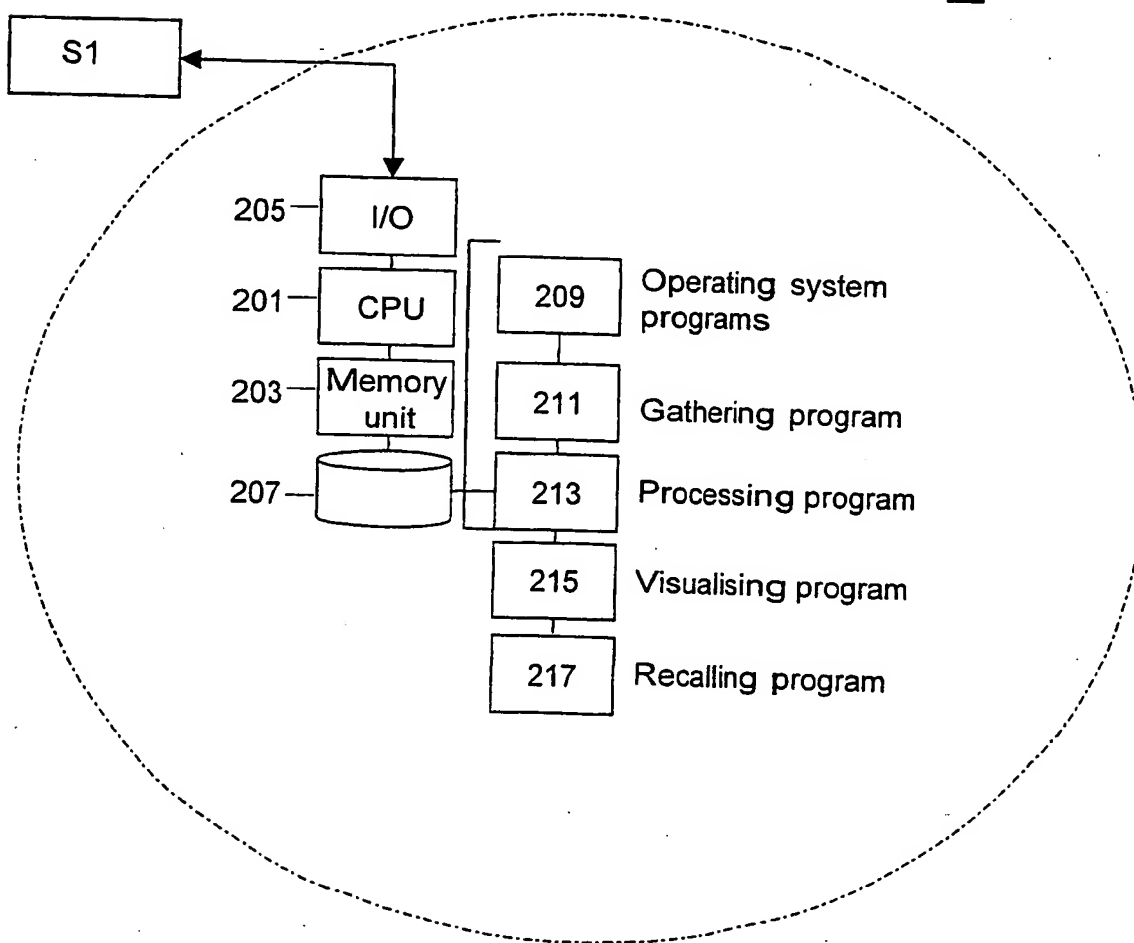 S1
205
I/O
201
CPU
203
Memory
unit
207
209
Operating system
programs
211
Gathering program
213
Processing program
215
Visualising program
217
Recalling program